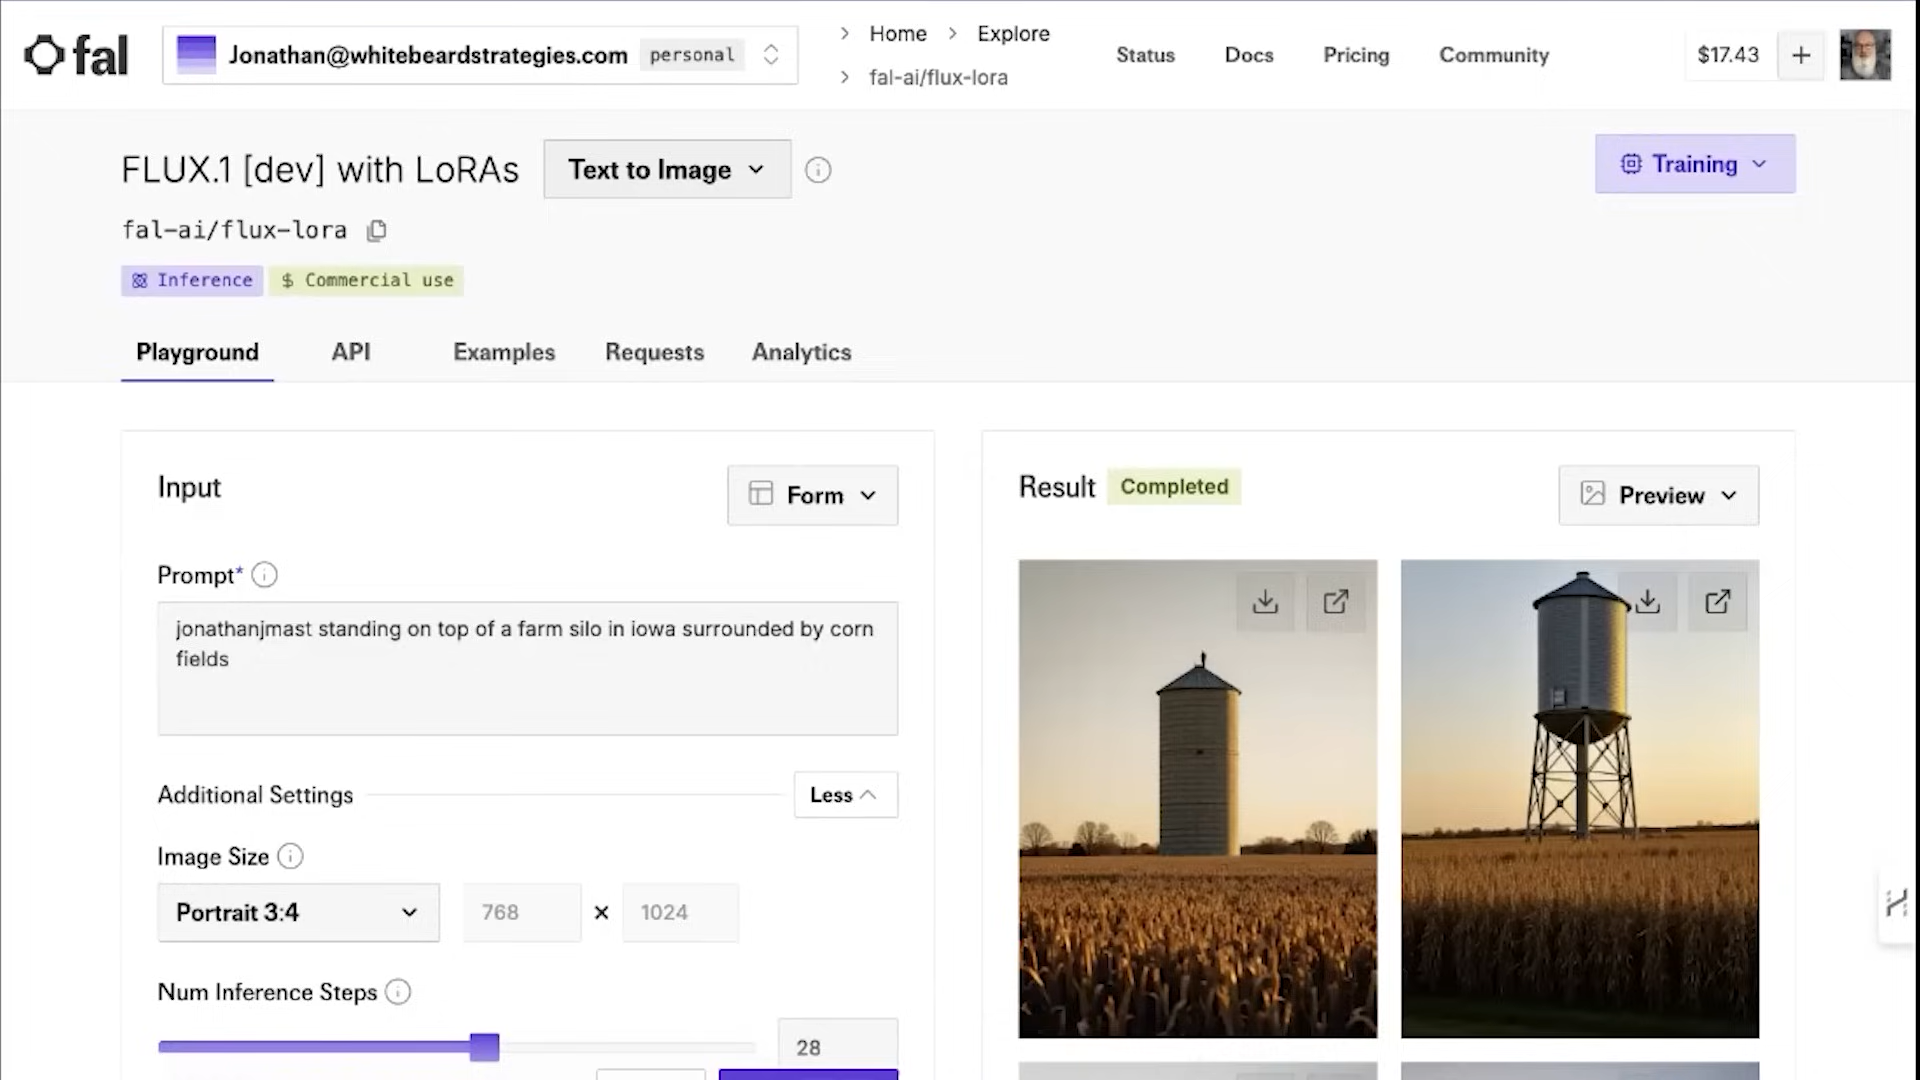 fal
Jonathan@whitebeardstrategies.com personal
Home Explore
fal-ai/flux-lora
Status Docs Pricing Community
$17.43 +
FLUX.1 [dev] with LoRAs
Text to Image
Training
fal-ai/flux-lora
Inference
$ Commercial use
Playground API Examples Requests Analytics
Input
Form
Prompt*
jonathanjmast standing on top of a farm silo in iowa surrounded by corn
fields
Additional Settings
Less
Image Size
Portrait 3:4
768 × 1024
Num Inference Steps
28
Result Completed
Preview